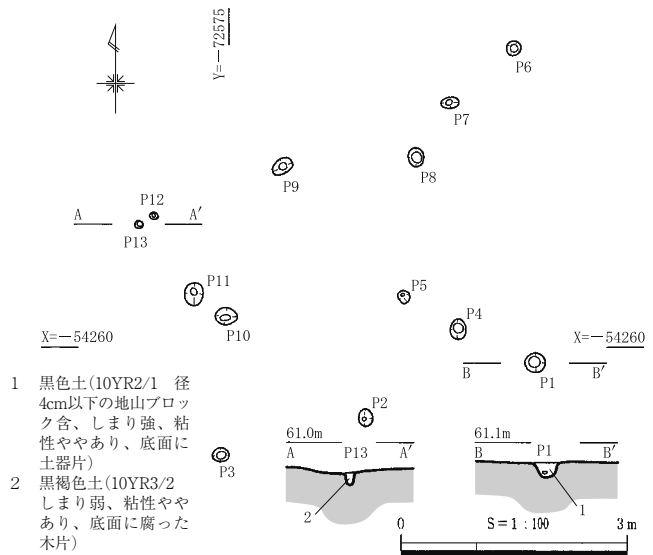 Y=-72575
P6
P7
P8
P9
P12
A A′
P13
P11
P10
P5
P4
X=-54260
X=-54260
B B′
P1
P2
P3
1 黒色土(10YR2/1 径
4cm以下の地山ブロッ
ク含、しまり強、粘
性ややあり、底面に
土器片)
2 黒褐色土(10YR3/2
しまり弱、粘性やや
あり、底面に腐った
木片)
61.0m
A P13 A′
2
61.1m
B P1 B′
1
0 S=1:100 3m